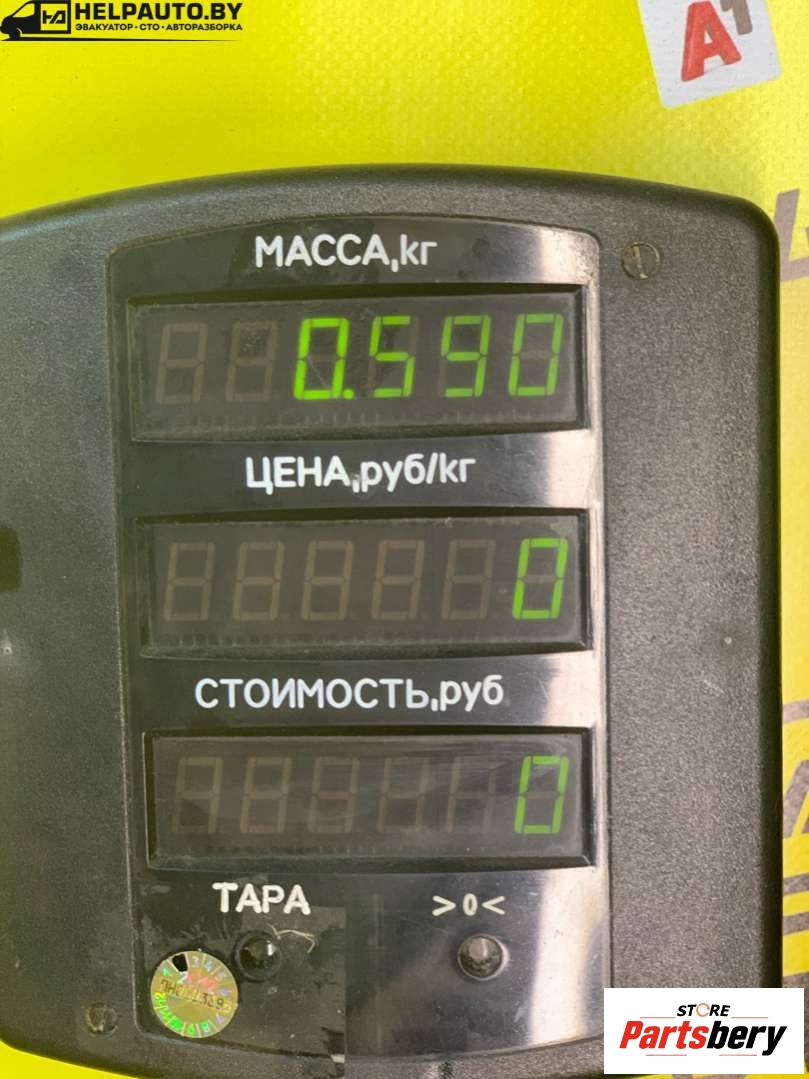 HELPAUTO.BY
ЭВАКУАТОР•СТО•АВТОРАЗБОРКА
A1
МАССА,кг
0.590
ЦЕНА,руб/кг
0
СТОИМОСТЬ,руб
0
ТАРА
>0<
STORE
Partsbery